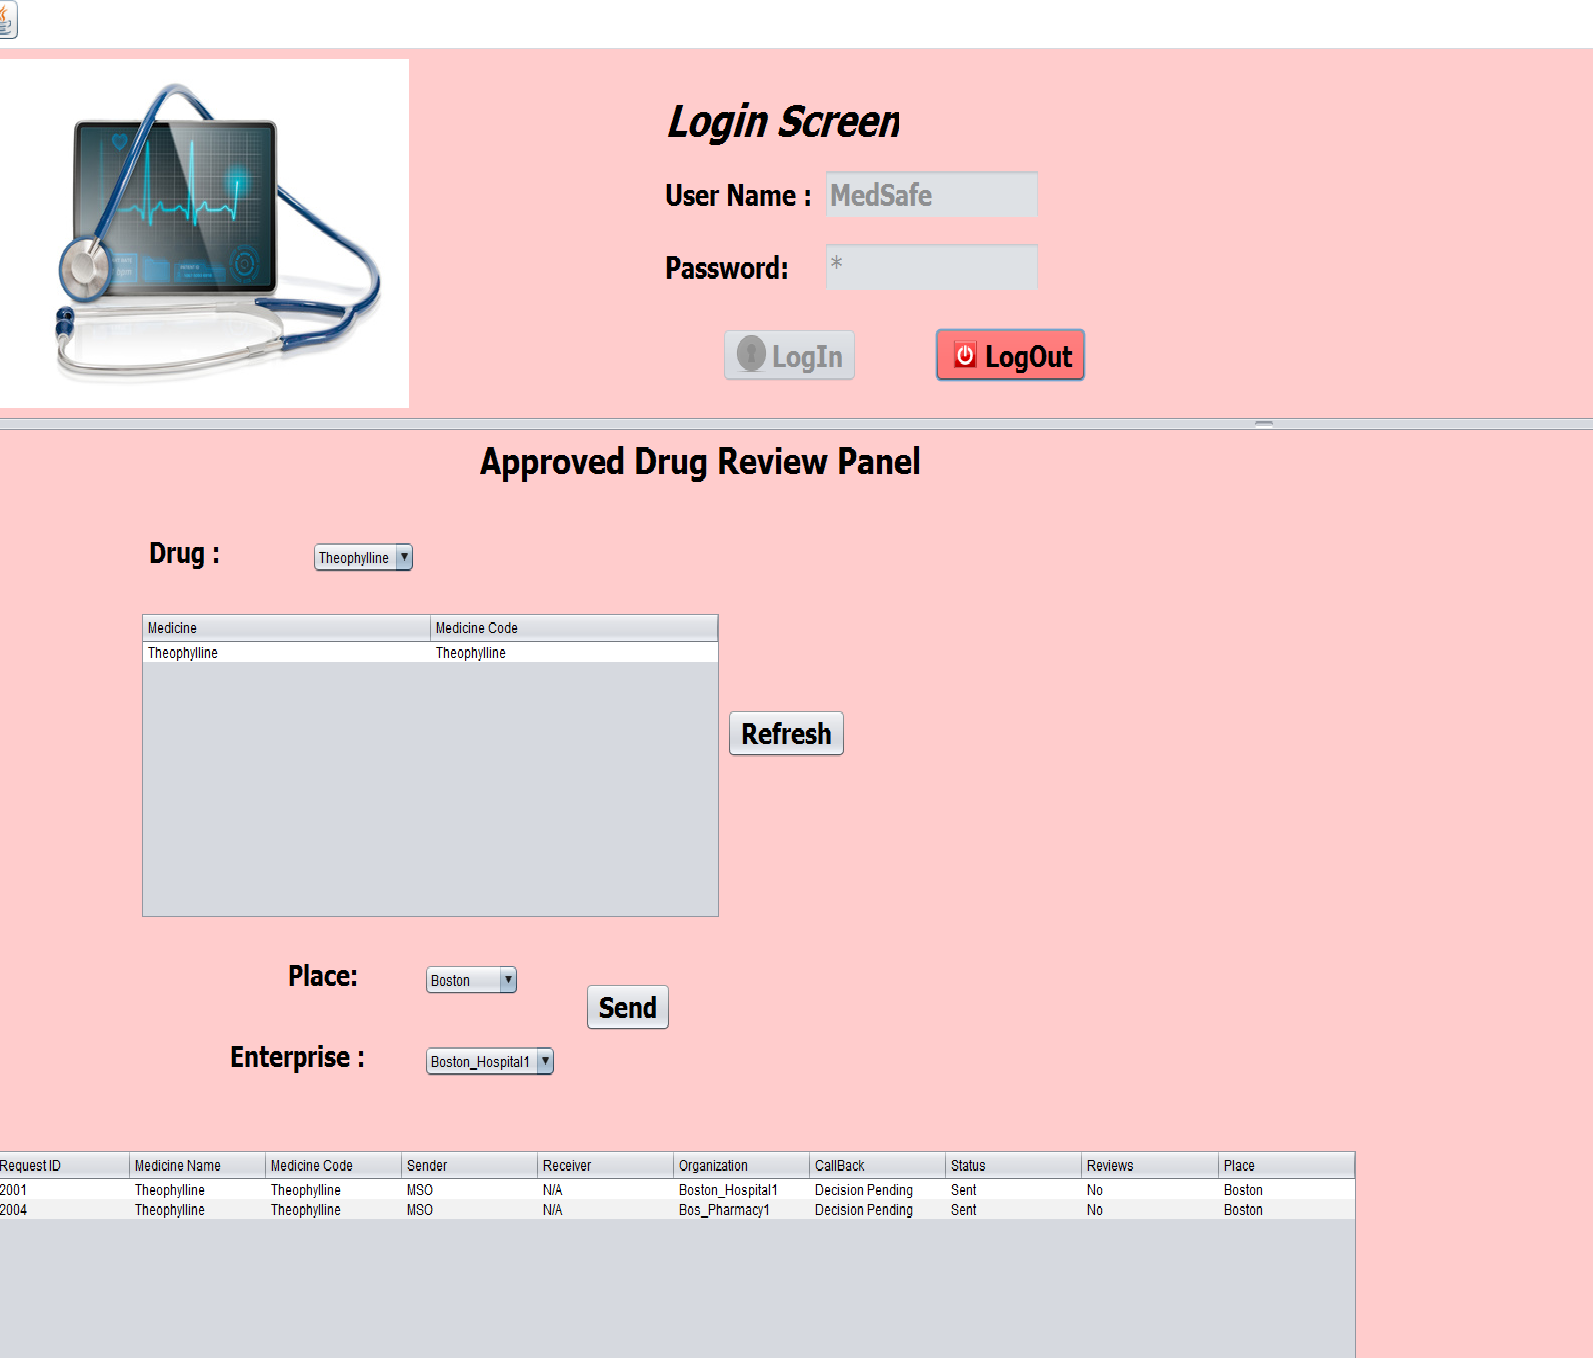 Login Screen
User Name : MedSafe
Password: *
LogIn LogOut
Approved Drug Review Panel
Drug : Theophylline
Medicine Medicine Code
Theophylline Theophylline
Refresh
Place: Boston
Send
Enterprise : Boston_Hospital1
Request ID Medicine Name Medicine Code Sender Receiver Organization CallBack Status Reviews Place
2001 Theophylline Theophylline MSO N/A Boston_Hospital1 Decision Pending Sent No Boston
2004 Theophylline Theophylline MSO N/A Bos_Pharmacy1 Decision Pending Sent No Boston